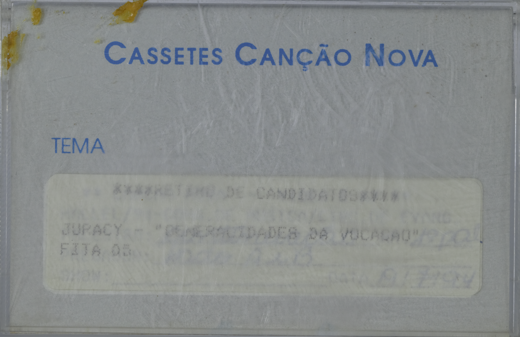 CASSETES CANÇÃO NOVA
TEMA
****RETIRO DE CANDIDATOS****
JURACY - "GENERALIDADES DA VOCACAO"
FITA 05